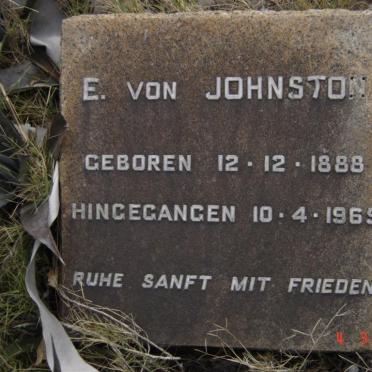 E. VON JOHNSTON
GEBOREN 12·12·1888
HINGEGANGEN 10·4·1969
RUHE SANFT MIT FRIEDEN